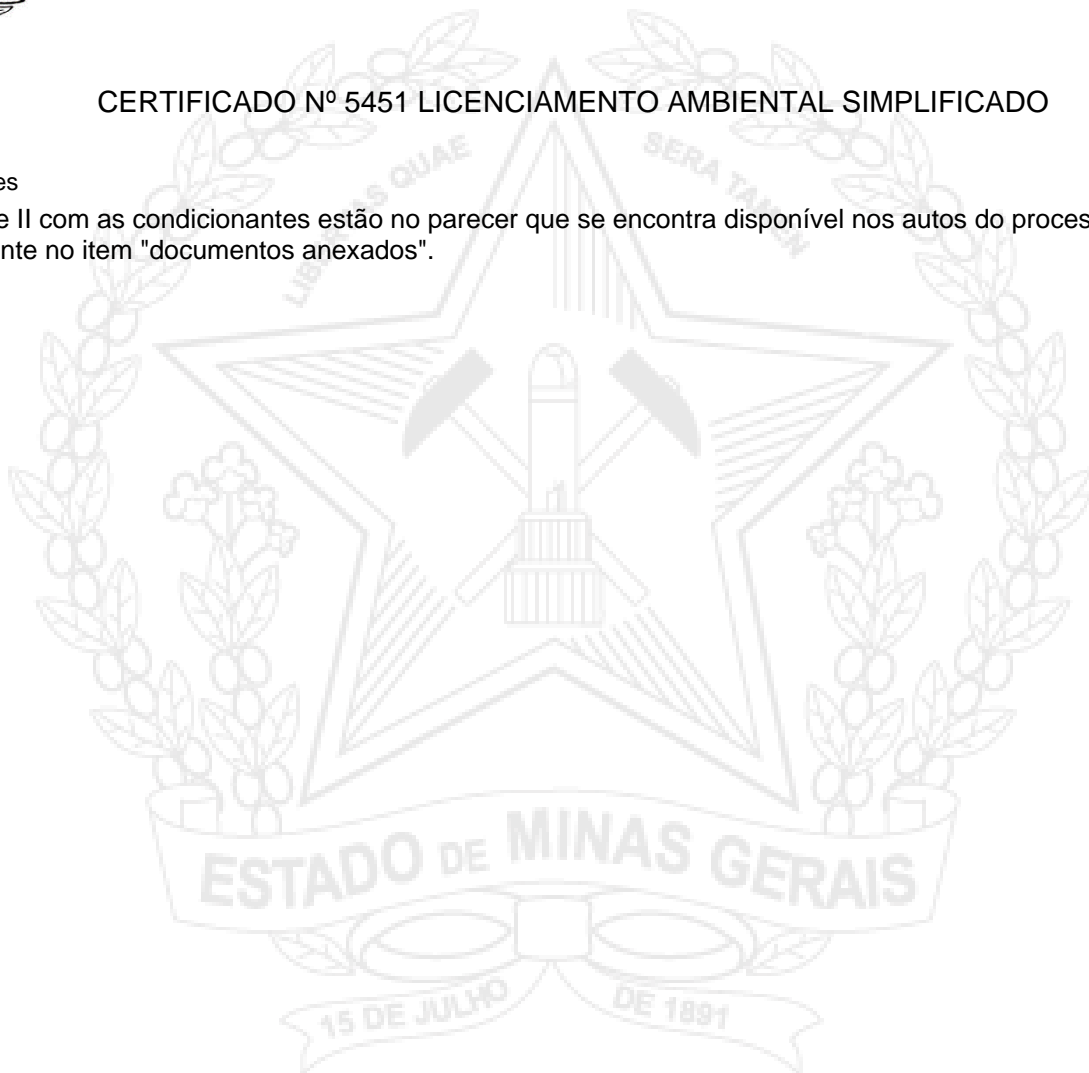 CERTIFICADO Nº 5451 LICENCIAMENTO AMBIENTAL SIMPLIFICADO
es
e II com as condicionantes estão no parecer que se encontra disponível nos autos do proces
nte no item "documentos anexados".
LIBERTAS QUAE SERA TAMEN
ESTADO DE MINAS GERAIS
15 DE JULHO DE 1891